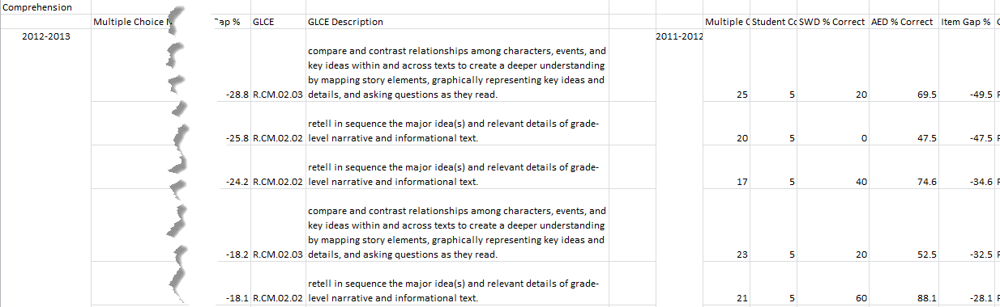 Comprehension
Multiple Choice Gap % GLCE GLCE Description Multiple C Student Co SWD % Correct AED % Correct Item Gap %
2012-2013 2011-2012
compare and contrast relationships among characters, events, and
key ideas within and across texts to create a deeper understanding
by mapping story elements, graphically representing key ideas and
-28.8 R.CM.02.03 details, and asking questions as they read. 25 5 20 69.5 -49.5
retell in sequence the major idea(s) and relevant details of grade-
-25.8 R.CM.02.02 level narrative and informational text. 20 5 0 47.5 -47.5
retell in sequence the major idea(s) and relevant details of grade-
-24.2 R.CM.02.02 level narrative and informational text. 17 5 40 74.6 -34.6
compare and contrast relationships among characters, events, and
key ideas within and across texts to create a deeper understanding
by mapping story elements, graphically representing key ideas and
-18.2 R.CM.02.03 details, and asking questions as they read. 23 5 20 52.5 -32.5
retell in sequence the major idea(s) and relevant details of grade-
-18.1 R.CM.02.02 level narrative and informational text. 21 5 60 88.1 -28.1